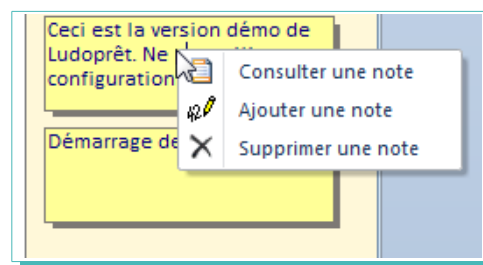 Ceci est la version démo de
Ludoprêt. Ne
configuration
Consulter une note
Ajouter une note
Supprimer une note
Démarrage de